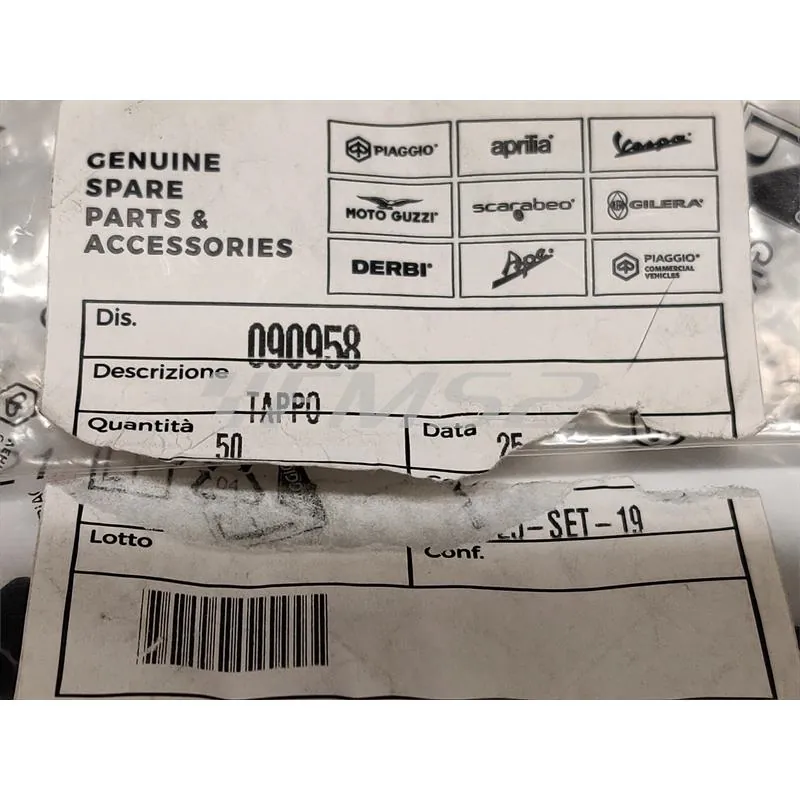 GENUINE
SPARE
PARTS &
ACCESSORIES
PIAGGIO®
aprilia®
Vespa®
MOTO GUZZI®
scarabeo®
GILERA®
DERBI®
Ape®
PIAGGIO®
COMMERCIAL
VEHICLES
Dis.
090958
Descrizione
TAPPO
Quantità
50
Data
25
-SET-19
04
Lotto
Conf.